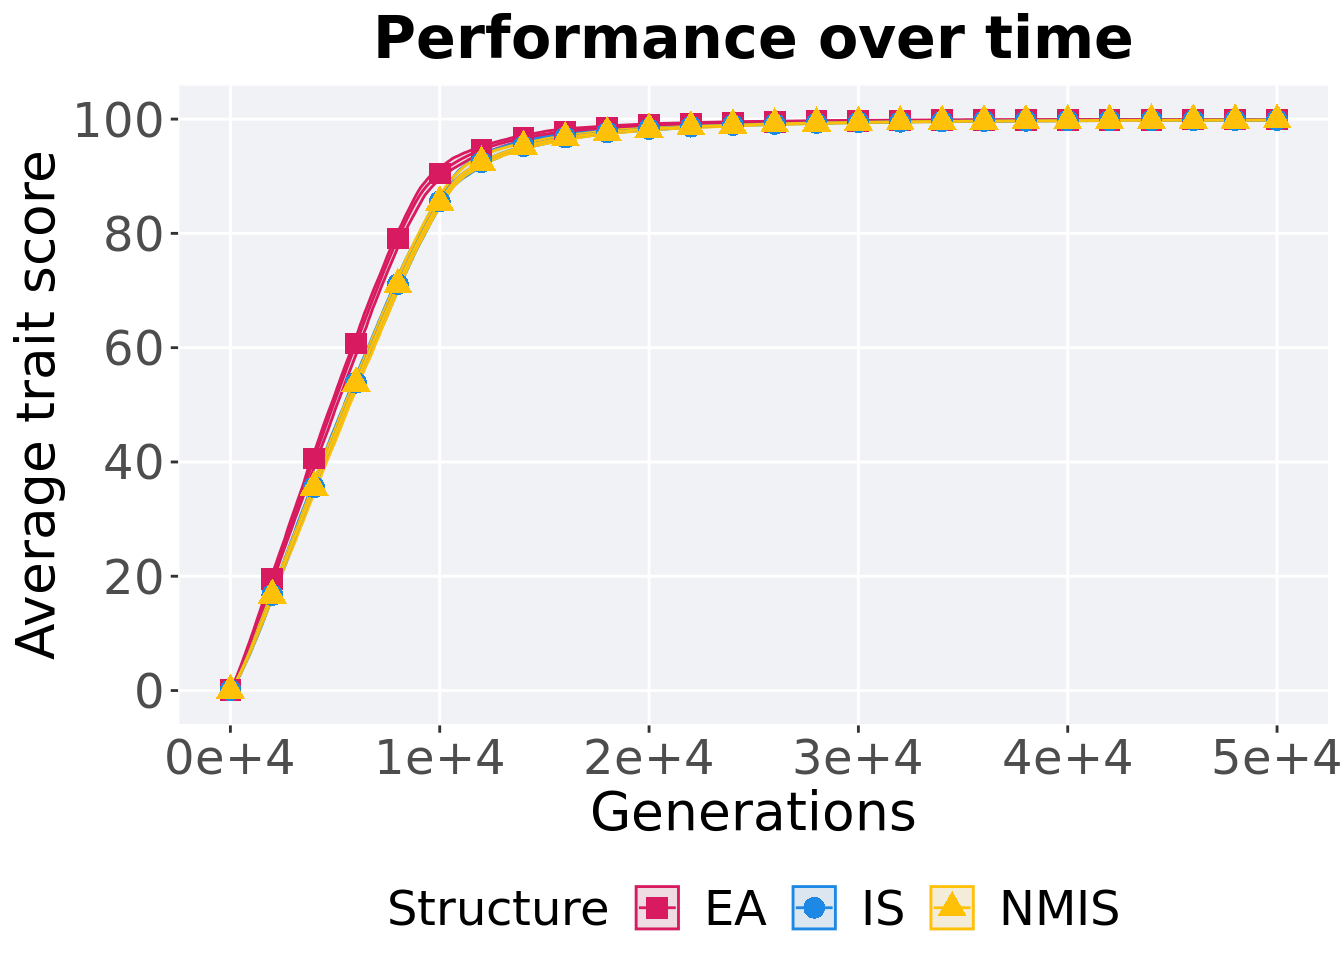 Performance over time
Average trait score
100
80
60
40
20
0
0e+4 1e+4 2e+4 3e+4 4e+4 5e+4
Generations
Structure EA IS NMIS